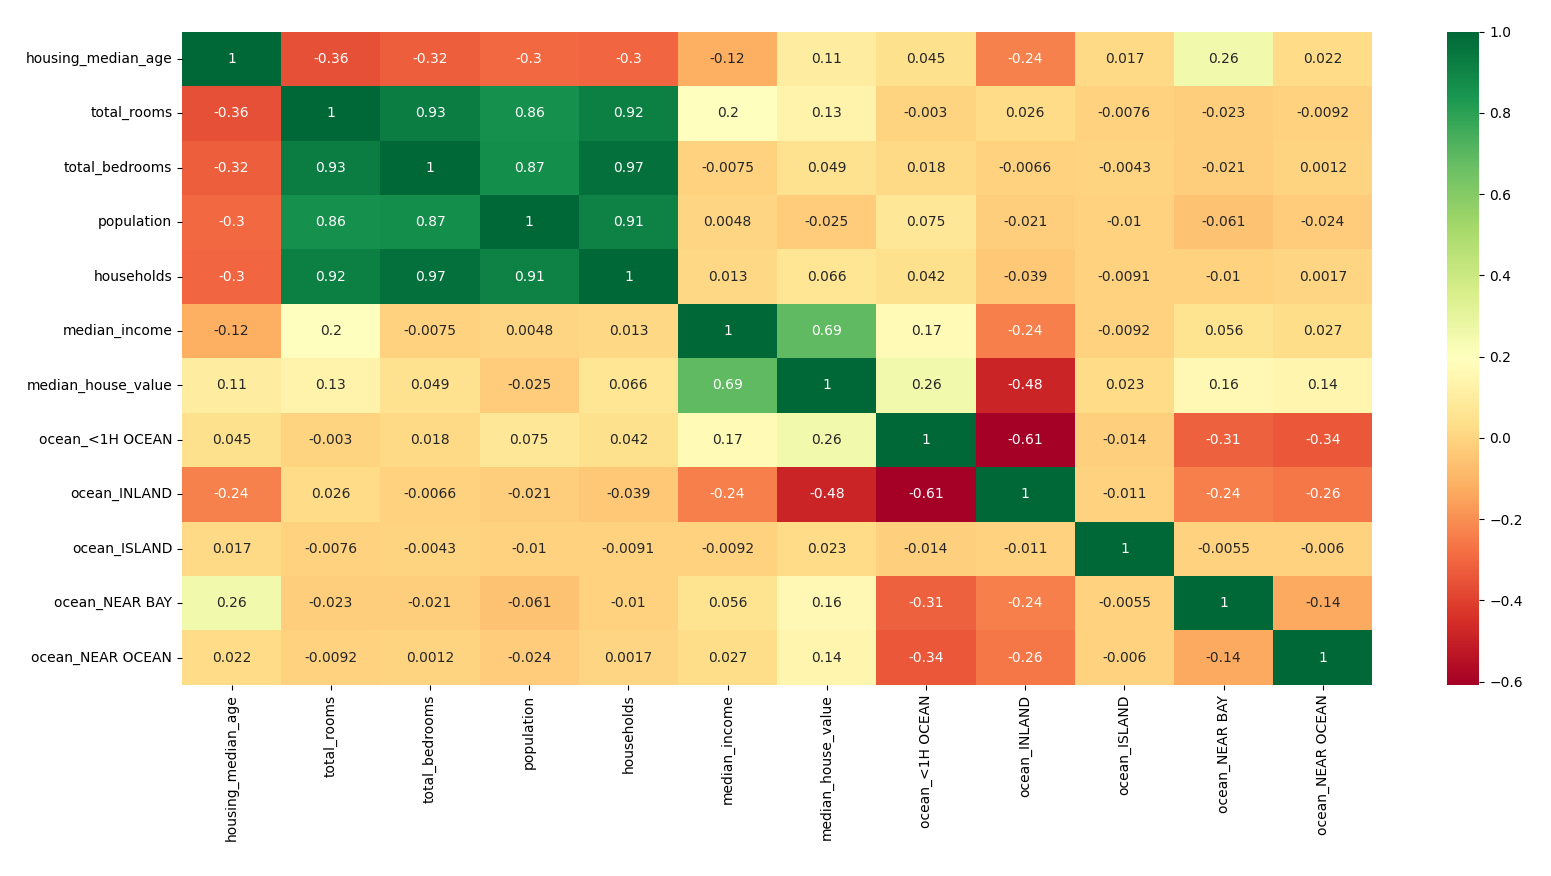 housing_median_age 1 -0.36 -0.32 -0.3 -0.3 -0.12 0.11 0.045 -0.24 0.017 0.26 0.022
total_rooms -0.36 1 0.93 0.86 0.92 0.2 0.13 -0.003 0.026 -0.0076 -0.023 -0.0092
total_bedrooms -0.32 0.93 1 0.87 0.97 -0.0075 0.049 0.018 -0.0066 -0.0043 -0.021 0.0012
population -0.3 0.86 0.87 1 0.91 0.0048 -0.025 0.075 -0.021 -0.01 -0.061 -0.024
households -0.3 0.92 0.97 0.91 1 0.013 0.066 0.042 -0.039 -0.0091 -0.01 0.0017
median_income -0.12 0.2 -0.0075 0.0048 0.013 1 0.69 0.17 -0.24 -0.0092 0.056 0.027
median_house_value 0.11 0.13 0.049 -0.025 0.066 0.69 1 0.26 -0.48 0.023 0.16 0.14
ocean_<1H OCEAN 0.045 -0.003 0.018 0.075 0.042 0.17 0.26 1 -0.61 -0.014 -0.31 -0.34
ocean_INLAND -0.24 0.026 -0.0066 -0.021 -0.039 -0.24 -0.48 -0.61 1 -0.011 -0.24 -0.26
ocean_ISLAND 0.017 -0.0076 -0.0043 -0.01 -0.0091 -0.0092 0.023 -0.014 -0.011 1 -0.0055 -0.006
ocean_NEAR BAY 0.26 -0.023 -0.021 -0.061 -0.01 0.056 0.16 -0.31 -0.24 -0.0055 1 -0.14
ocean_NEAR OCEAN 0.022 -0.0092 0.0012 -0.024 0.0017 0.027 0.14 -0.34 -0.26 -0.006 -0.14 1
housing_median_age
total_rooms
total_bedrooms
population
households
median_income
median_house_value
ocean_<1H OCEAN
ocean_INLAND
ocean_ISLAND
ocean_NEAR BAY
ocean_NEAR OCEAN
1.0
0.8
0.6
0.4
0.2
0.0
−0.2
−0.4
−0.6